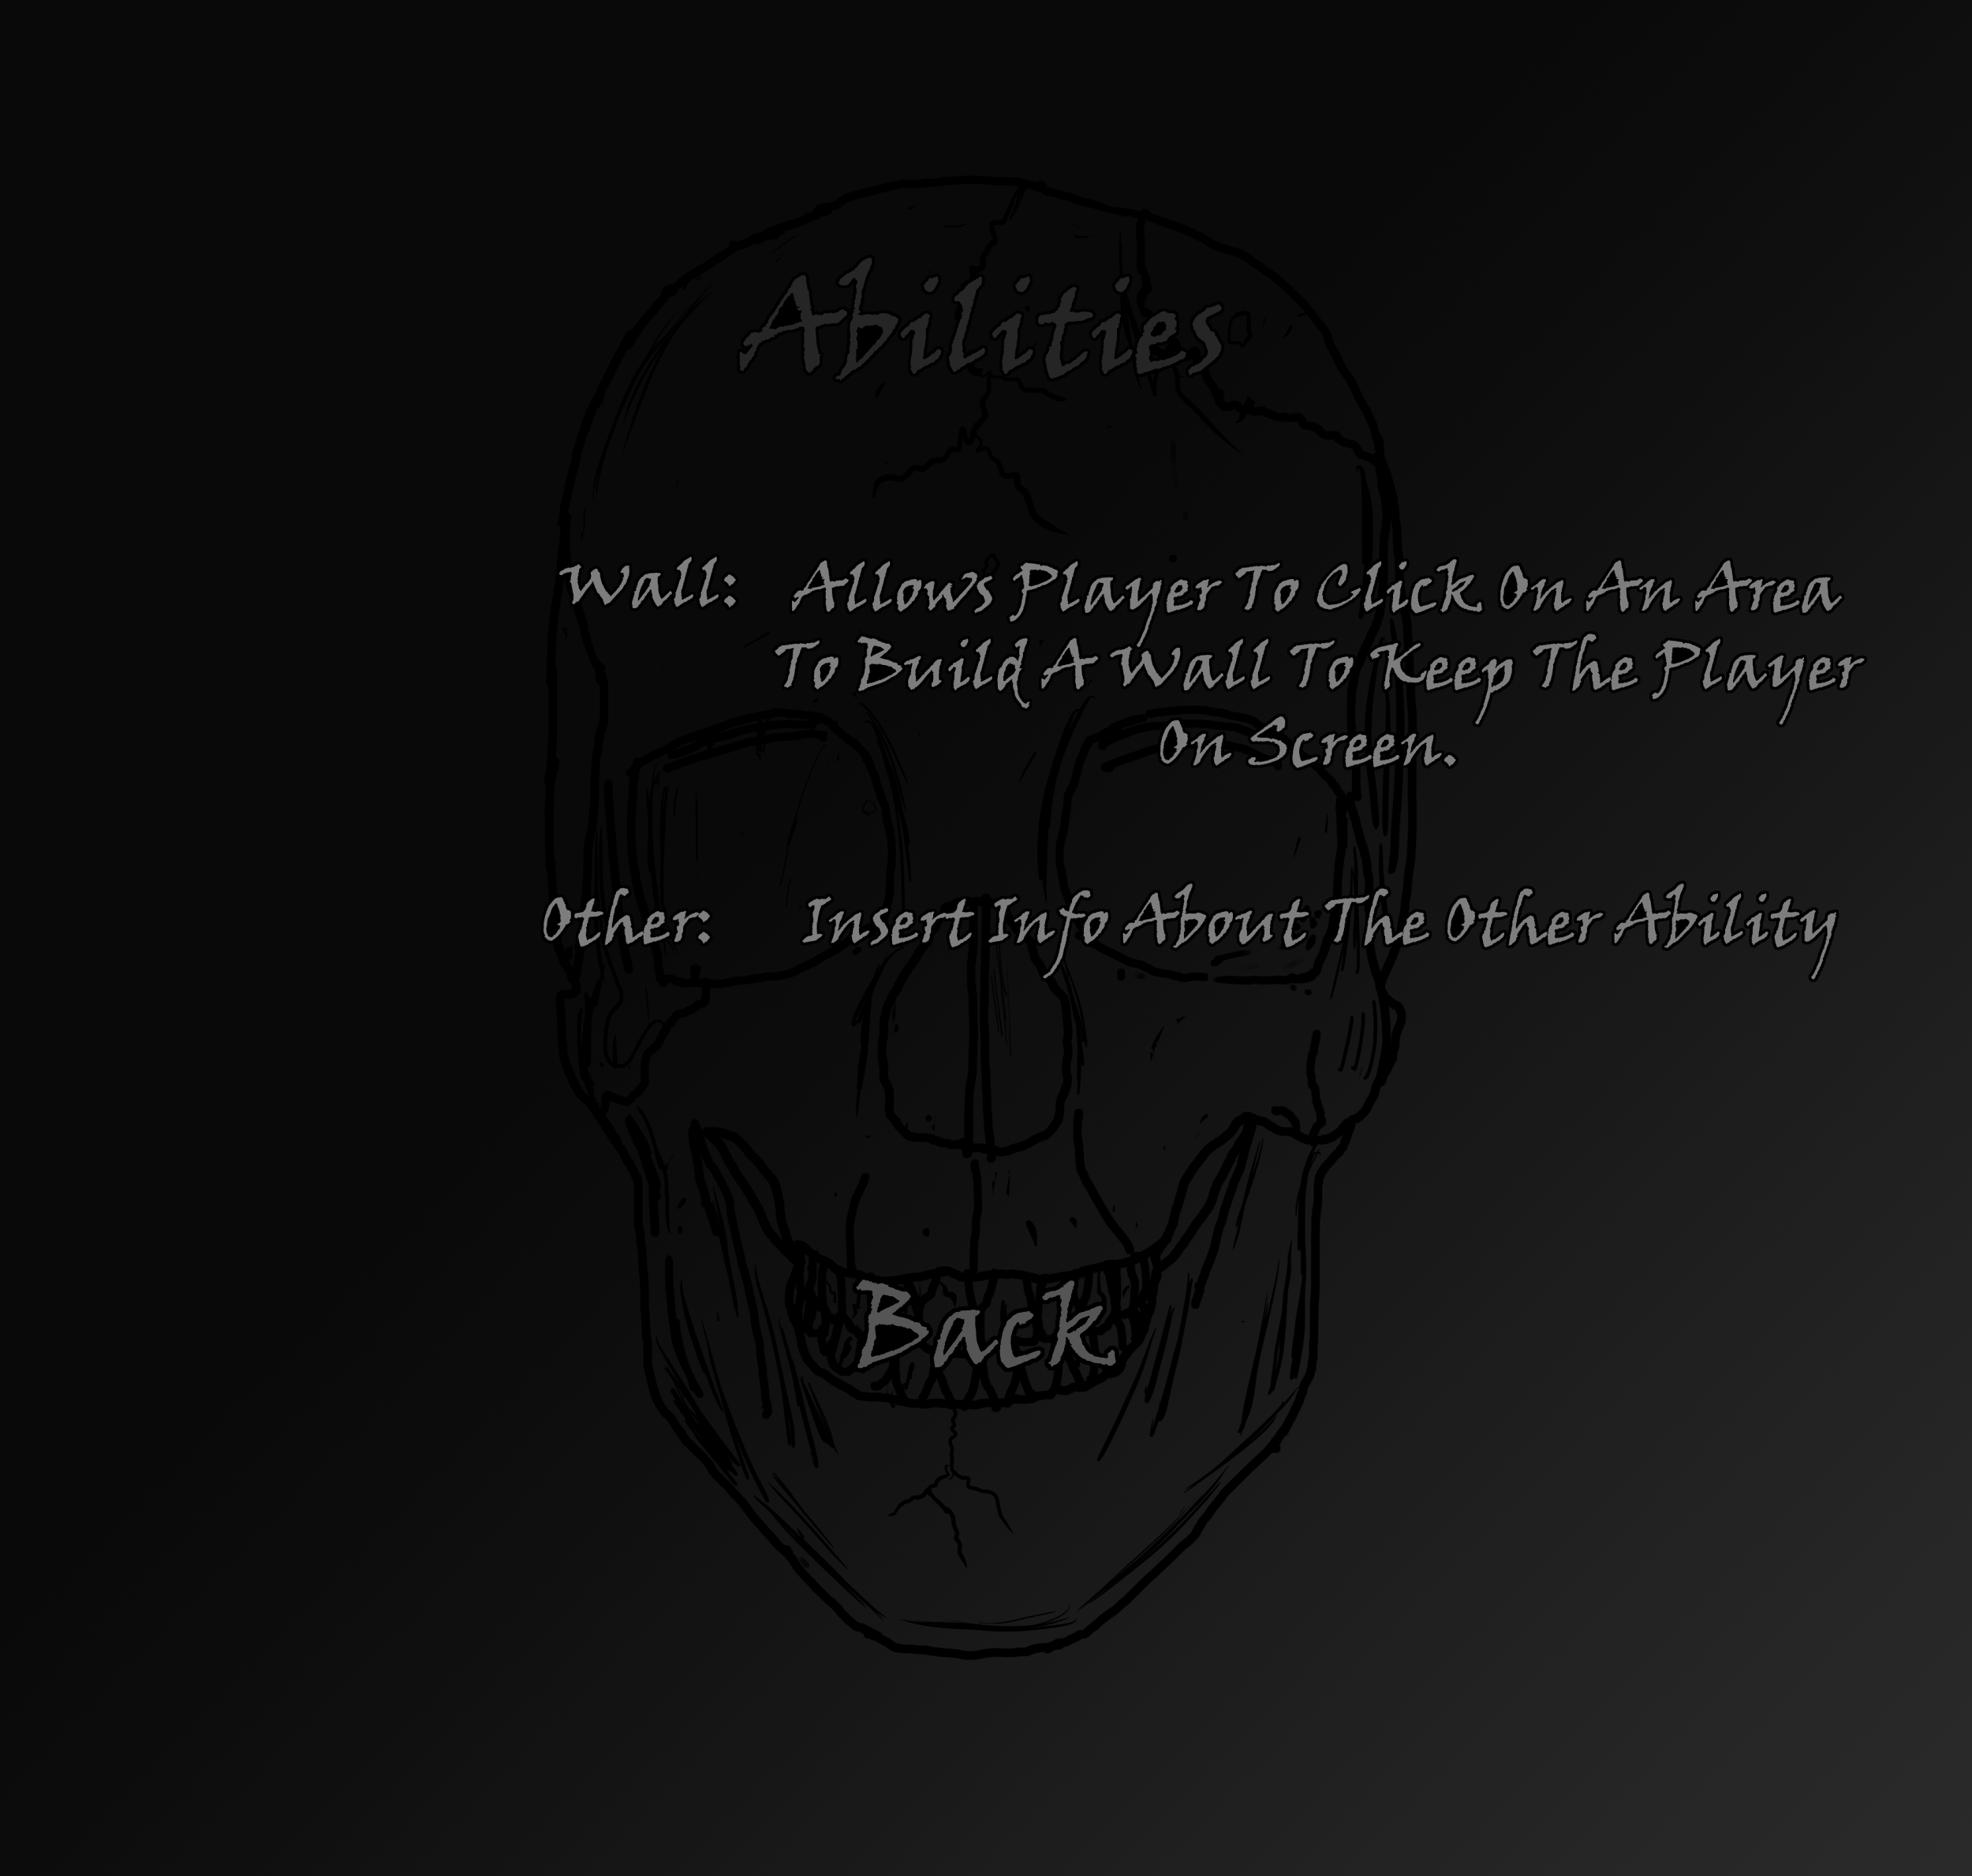 Abilities
Wall: Allows Player To Click On An Area
To Build A Wall To Keep The Player
On Screen.
Other: Insert Info About The Other Ability
Back